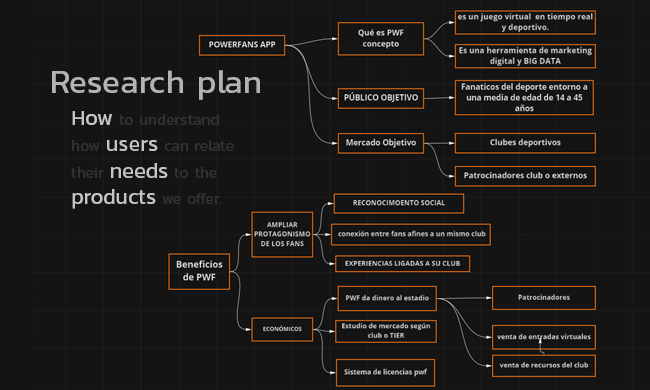 Research plan
How to understand
how users can relate
their needs to the
products we offer.
POWERFANS APP
Qué es PWF
concepto
es un juego virtual en tiempo real
y deportivo.
Es una herramienta de marketing
digital y BIG DATA
PÚBLICO OBJETIVO
Fanaticos del deporte entorno a
una media de edad de 14 a 45
años
Mercado Objetivo
Clubes deportivos
Patrocinadores club o externos
Beneficios
de PWF
AMPLIAR
PROTAGONISMO
DE LOS FANS
RECONOCIMOENTO SOCIAL
conexión entre fans afines a un mismo club
EXPERIENCIAS LIGADAS A SU CLUB
ECONÓMICOS
PWF da dinero al estadio
Patrocinadores
venta de entradas virtuales
venta de recursos del club
Estudio de mercado según
club o TIER
Sistema de licencias pwf